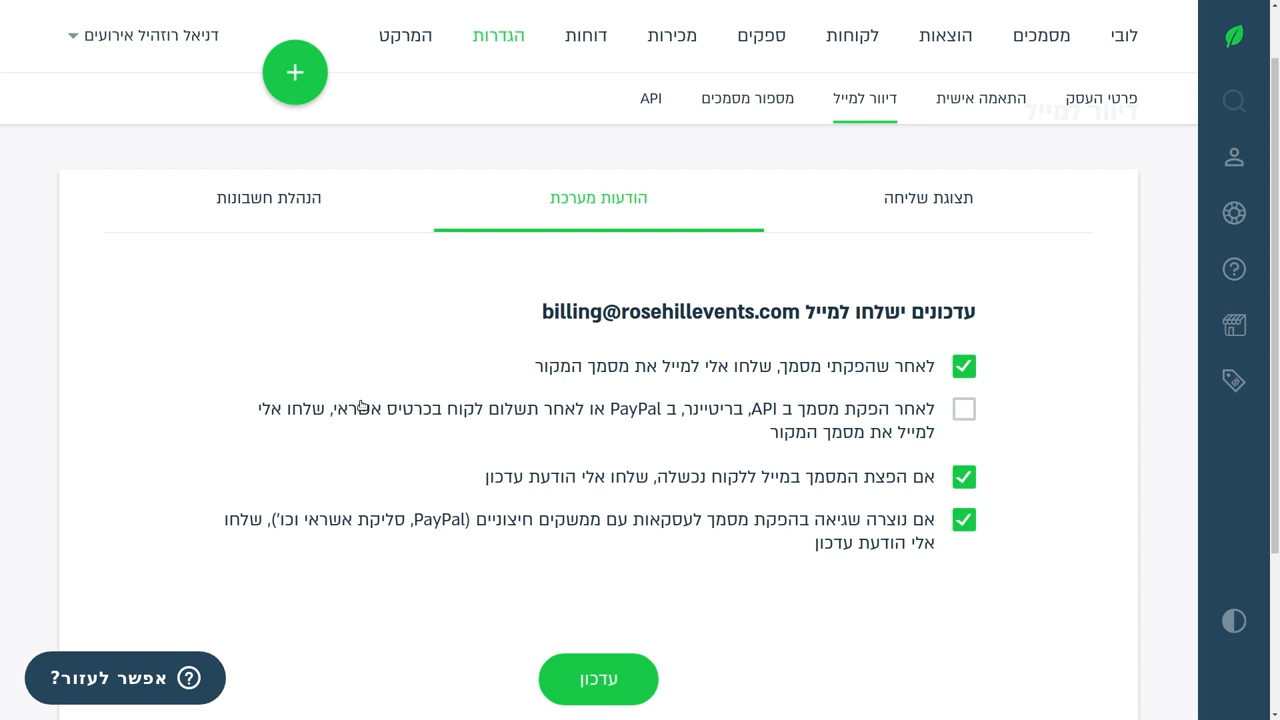 לובי
מסמכים
הוצאות
לקוחות
ספקים
מכירות
דוחות
הגדרות
המרקט
דניאל רוזהיל אירועים
פרטי העסק
התאמה אישית
דיוור למייל
מספור מסמכים
API
דיוור למייל
תצוגת שליחה
הודעות מערכת
הנהלת חשבונות
עדכונים ישלחו למייל billing@rosehillevents.com
לאחר שהפקתי מסמך, שלחו אלי למייל את מסמך המקור
לאחר הפקת מסמך ב API, בריטיינר, ב PayPal או לאחר תשלום לקוח בכרטיס אשראי, שלחו אלי
למייל את מסמך המקור
אם הפצת המסמך במייל ללקוח נכשלה, שלחו אלי הודעת עדכון
אם נוצרה שגיאה בהפקת מסמך לעסקאות עם ממשקים חיצוניים (PayPal, סליקת אשראי וכו'), שלחו
אלי הודעת עדכון
עדכון
אפשר לעזור?